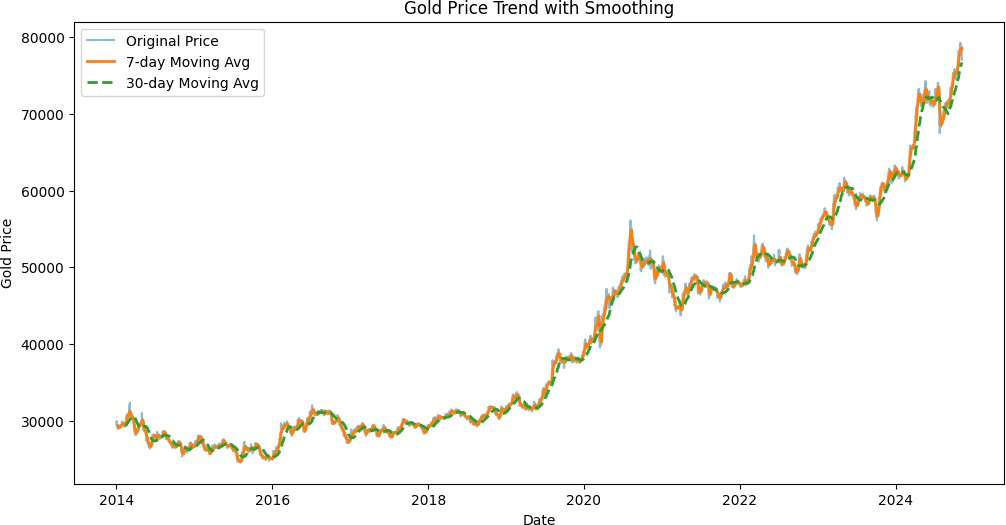 Gold Price Trend with Smoothing
Original Price
7-day Moving Avg
30-day Moving Avg
80000
70000
60000
50000
40000
30000
Gold Price
2014
2016
2018
2020
2022
2024
Date